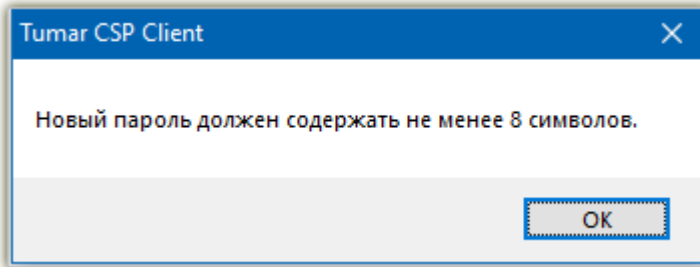 Tumar CSP Client
Новый пароль должен содержать не менее 8 символов.
OK